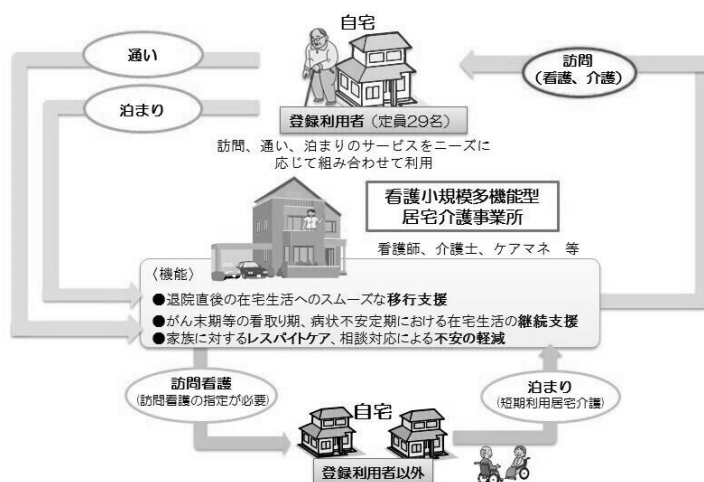 自宅
通い
訪問
(看護、介護)
泊まり
登録利用者(定員29名)
訪問、通い、泊まりのサービスをニーズに
応じて組み合わせて利用
看護小規模多機能型
居宅介護事業所
看護師、介護士、ケアマネ 等
〈機能〉
●退院直後の在宅生活へのスムーズな移行支援
●がん末期等の看取り期、病状不安定期における在宅生活の継続支援
●家族に対するレスパイトケア、相談対応による不安の軽減
訪問看護
(訪問看護の指定が必要)
泊まり
(短期利用居宅介護)
自宅
登録利用者以外